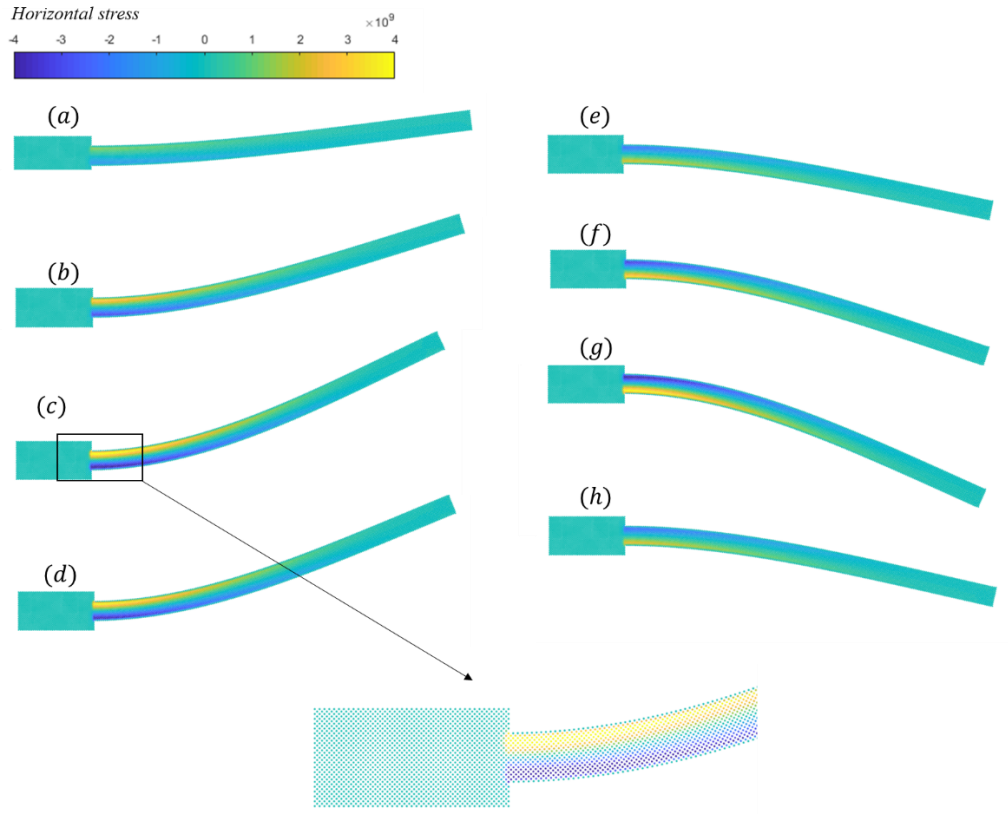 Horizontal stress
×10⁹
-4 -3 -2 -1 0 1 2 3 4
(a)
(b)
(c)
(d)
(e)
(f)
(g)
(h)